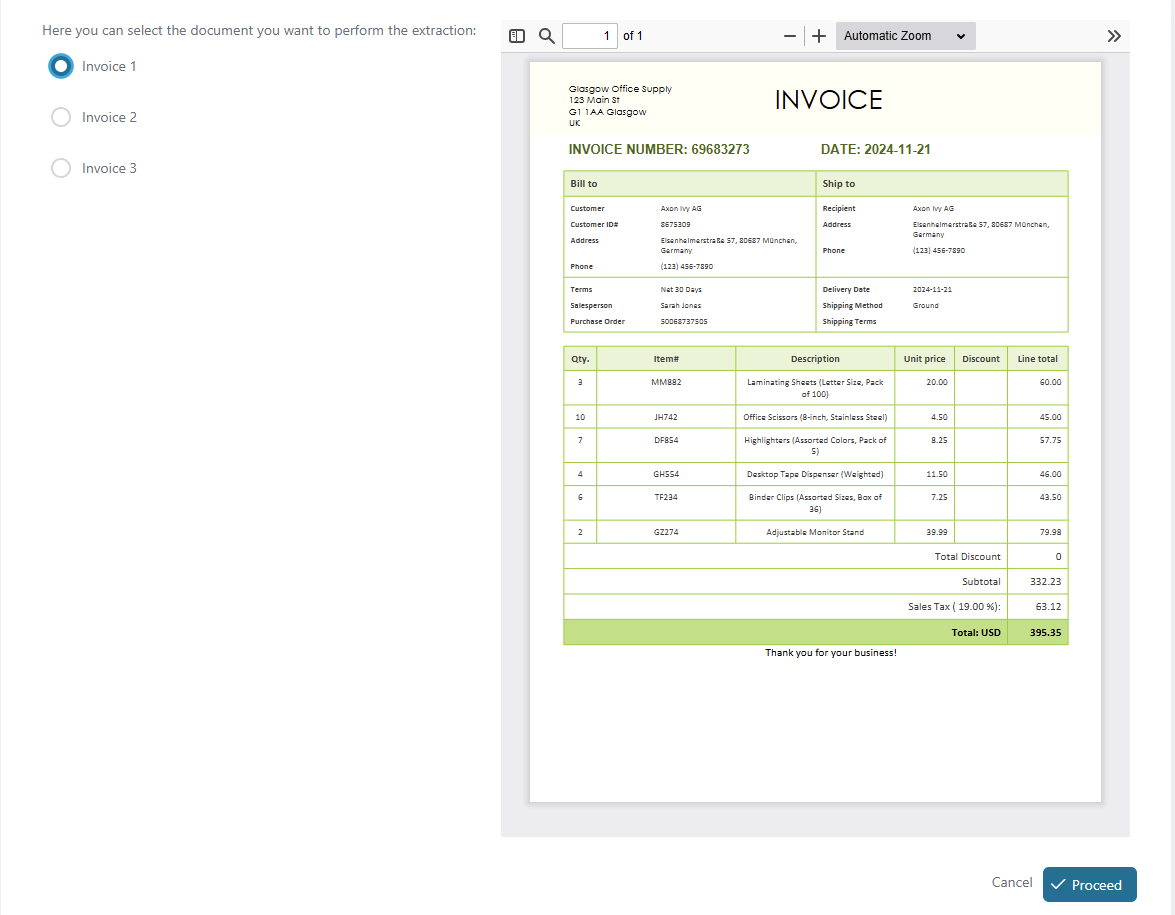 Here you can select the document you want to perform the extraction:
Invoice 1
Invoice 2
Invoice 3
1 of 1
Automatic Zoom
Glasgow Office Supply
123 Main St
G1 1AA Glasgow
UK
INVOICE
INVOICE NUMBER: 69683273 DATE: 2024-11-21
Bill to Ship to
Customer Axon Ivy AG Recipient Axon Ivy AG
Customer ID# 8675309 Address Eisenheimerstraße 57, 80687 München,
Germany
Address Eisenheimerstraße 57, 80687 München,
Germany
Phone (123) 456-7890
Phone (123) 456-7890
Terms Net 30 Days Delivery Date 2024-11-21
Salesperson Sarah Jones Shipping Method Ground
Purchase Order 50068737505 Shipping Terms
Qty. Item# Description Unit price Discount Line total
3 MM882 Laminating Sheets (Letter Size, Pack
of 100) 20.00 60.00
10 JH742 Office Scissors (8-inch, Stainless Steel) 4.50 45.00
7 DF854 Highlighters (Assorted Colors, Pack of
5) 8.25 57.75
4 GH554 Desktop Tape Dispenser (Weighted) 11.50 46.00
6 TF234 Binder Clips (Assorted Sizes, Box of
36) 7.25 43.50
2 GZ274 Adjustable Monitor Stand 39.99 79.98
Total Discount 0
Subtotal 332.23
Sales Tax ( 19.00 %): 63.12
Total: USD 395.35
Thank you for your business!
Cancel Proceed